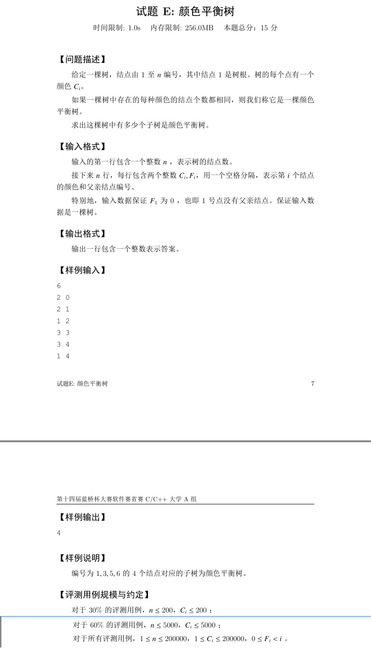 试题 E: 颜色平衡树
时间限制: 1.0s 内存限制: 256.0MB 本题总分: 15 分
【问题描述】
给定一棵树，结点由 1 至 n 编号，其中结点 1 是树根。树的每个点有一个
颜色 Cᵢ。
如果一棵树中存在的每种颜色的结点个数都相同，则我们称它是一棵颜色
平衡树。
求出这棵树中有多少个子树是颜色平衡树。
【输入格式】
输入的第一行包含一个整数 n ，表示树的结点数。
接下来 n 行，每行包含两个整数 Cᵢ, Fᵢ，用一个空格分隔，表示第 i 个结点
的颜色和父亲结点编号。
特别地，输入数据保证 F₁ 为 0 ，也即 1 号点没有父亲结点。保证输入数
据是一棵树。
【输出格式】
输出一行包含一个整数表示答案。
【样例输入】
6
2 0
2 1
1 2
3 3
3 4
1 4
试题E: 颜色平衡树 7
第十四届蓝桥杯大赛软件赛省赛 C/C++ 大学 A 组
【样例输出】
4
【样例说明】
编号为 1, 3, 5, 6 的 4 个结点对应的子树为颜色平衡树。
【评测用例规模与约定】
对于 30% 的评测用例，n ≤ 200，Cᵢ ≤ 200 ；
对于 60% 的评测用例，n ≤ 5000，Cᵢ ≤ 5000 ；
对于所有评测用例，1 ≤ n ≤ 200000，1 ≤ Cᵢ ≤ 200000，0 ≤ Fᵢ < i 。